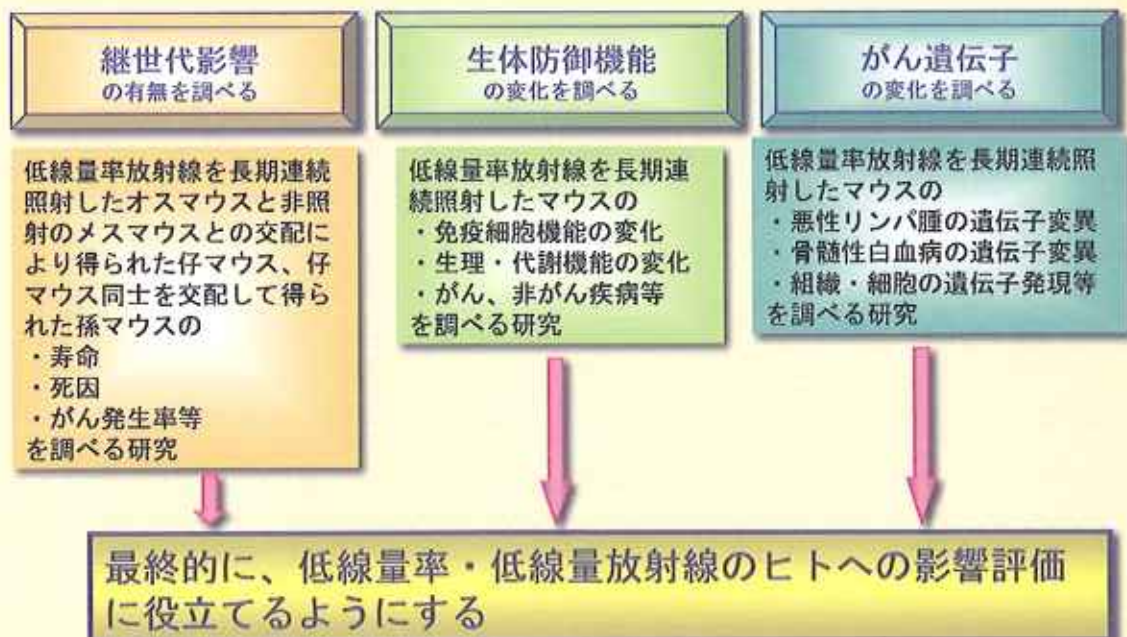 継世代影響
の有無を調べる
低線量率放射線を長期連続
照射したオスマウスと非照
射のメスマウスとの交配に
より得られた仔マウス、仔
マウス同士を交配して得ら
れた孫マウスの
・寿命
・死因
・がん発生率等
を調べる研究
生体防御機能
の変化を調べる
低線量率放射線を長期連
続照射したマウスの
・免疫細胞機能の変化
・生理・代謝機能の変化
・がん、非がん疾病等
を調べる研究
がん遺伝子
の変化を調べる
低線量率放射線を長期連続照
射したマウスの
・悪性リンパ腫の遺伝子変異
・骨髄性白血病の遺伝子変異
・組織・細胞の遺伝子発現等
を調べる研究
最終的に、低線量率・低線量放射線のヒトへの影響評価
に役立てるようにする